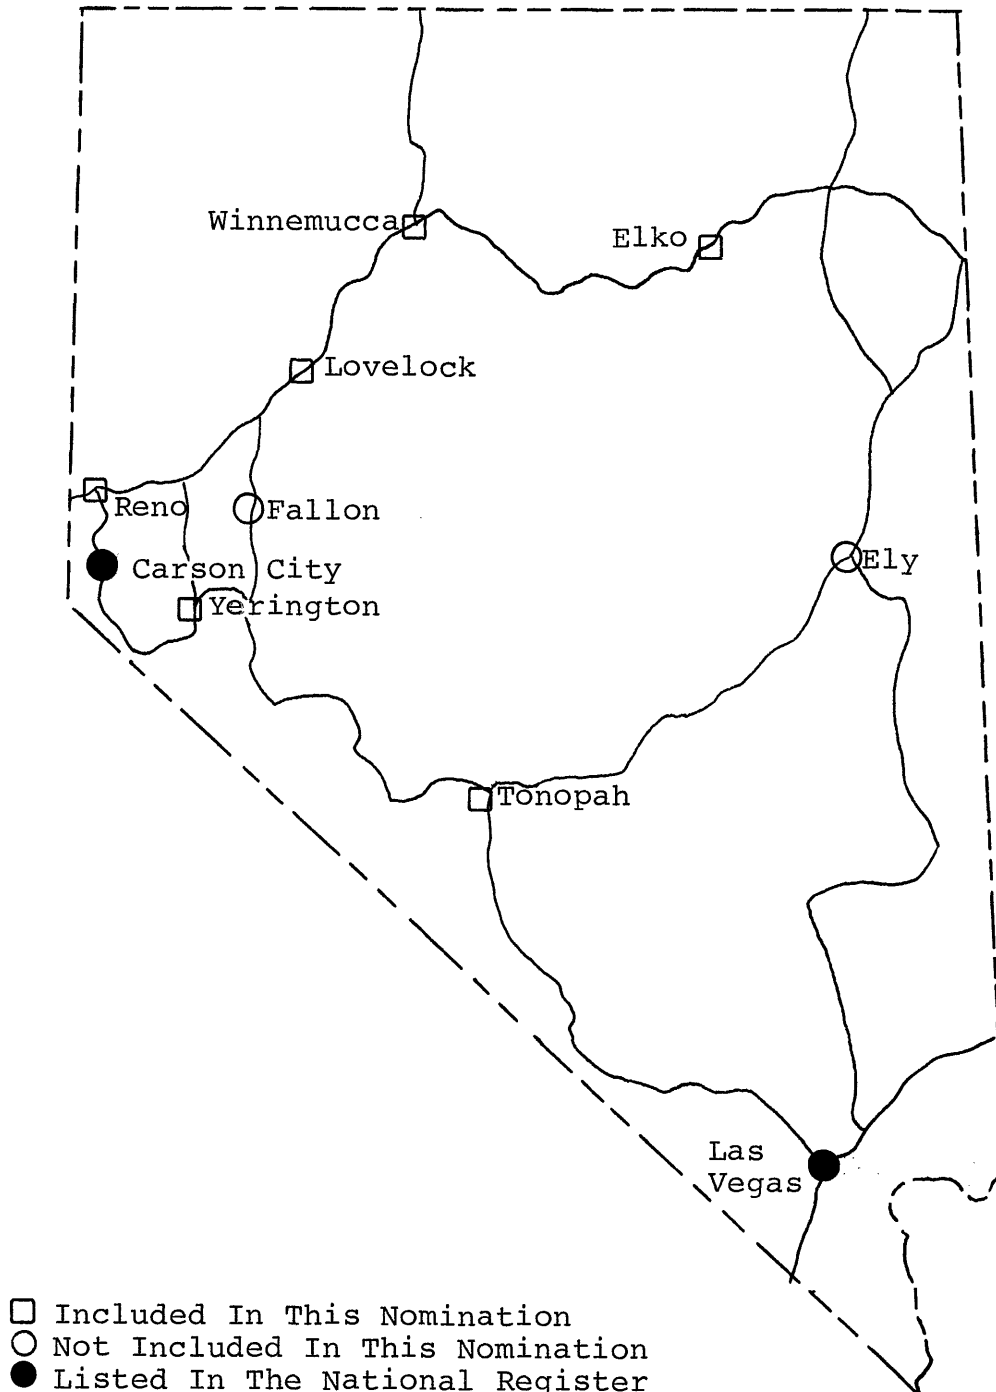 Winnemucca
Elko
Lovelock
Reno
Fallon
Carson City
Ely
Yerington
Tonopah
Las
Vegas
Included In This Nomination
Not Included In This Nomination
Listed In The National Register